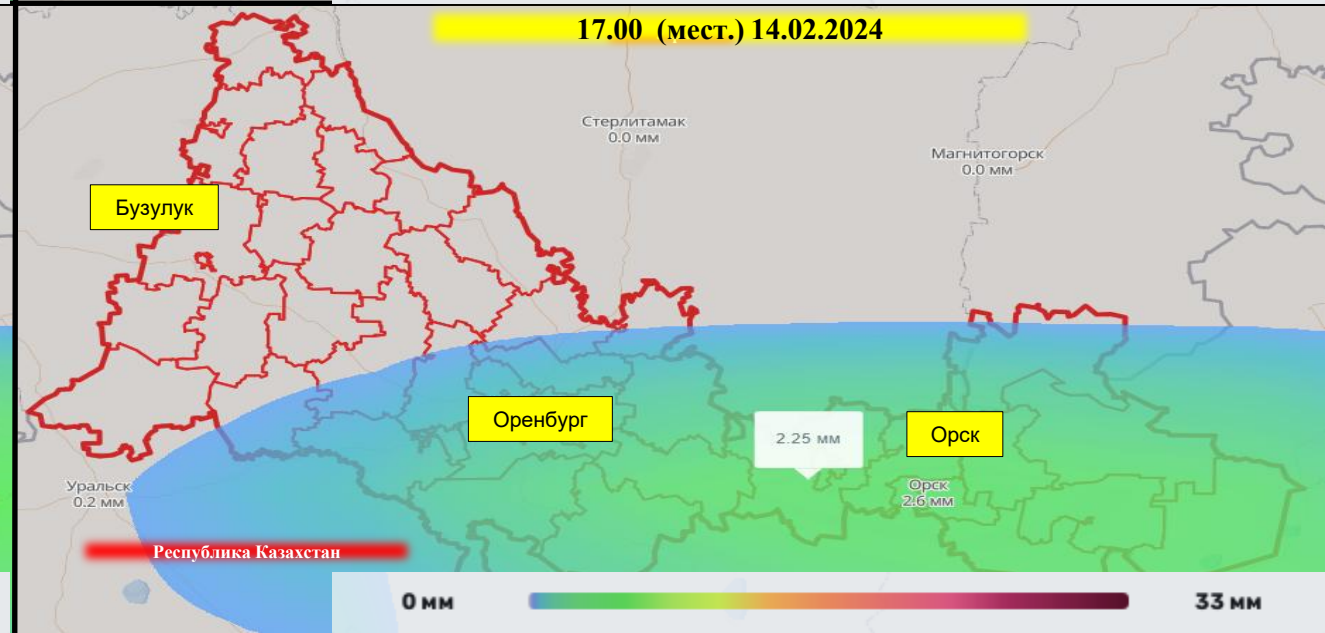 17.00 (мест.) 14.02.2024
Стерлитамак
0.0 мм
Магнитогорск
0.0 мм
Бузулук
Оренбург
2.25 мм
Орск
Уральск
0.2 мм
Орск
2.6 мм
Республика Казахстан
0 мм
33 мм